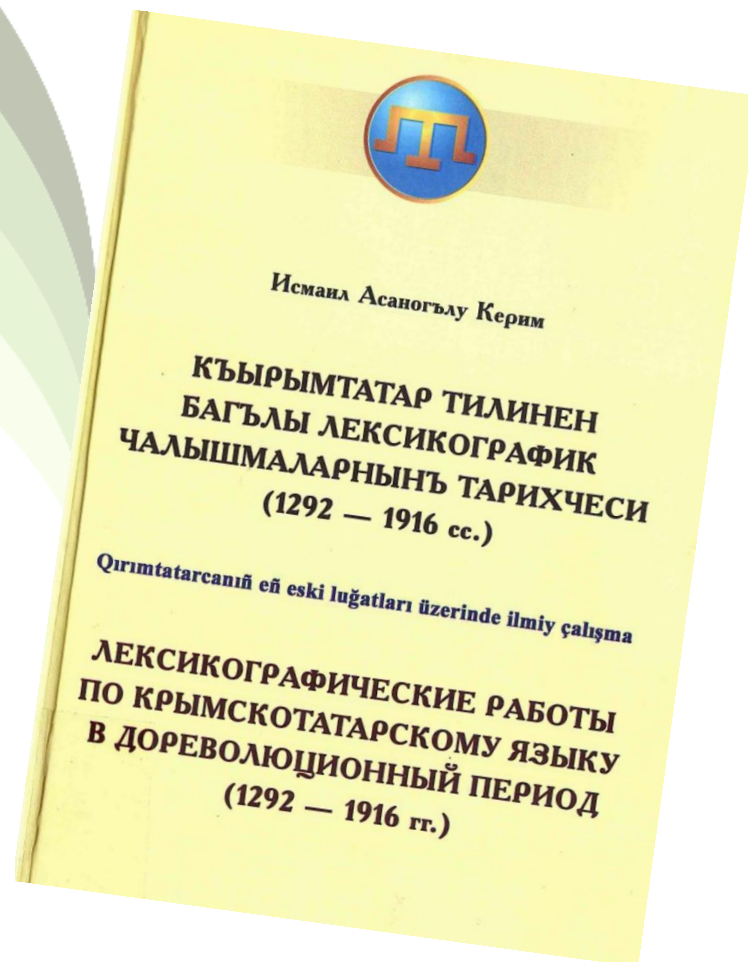 Исмаил Асаногълу Керим
КЪЫРЫМТАТАР ТИЛИНЕН
БАГЪЛЫ ЛЕКСИКОГРАФИК
ЧАЛЫШМАЛАРНЫНЪ ТАРИХЧЕСИ
(1292 — 1916 сс.)
Qırımtatarcanıñ eñ eski luğatları üzerinde ilmiy çalışma
ЛЕКСИКОГРАФИЧЕСКИЕ РАБОТЫ
ПО КРЫМСКОТАТАРСКОМУ ЯЗЫКУ
В ДОРЕВОЛЮЦИОННЫЙ ПЕРИОД
(1292 — 1916 гг.)